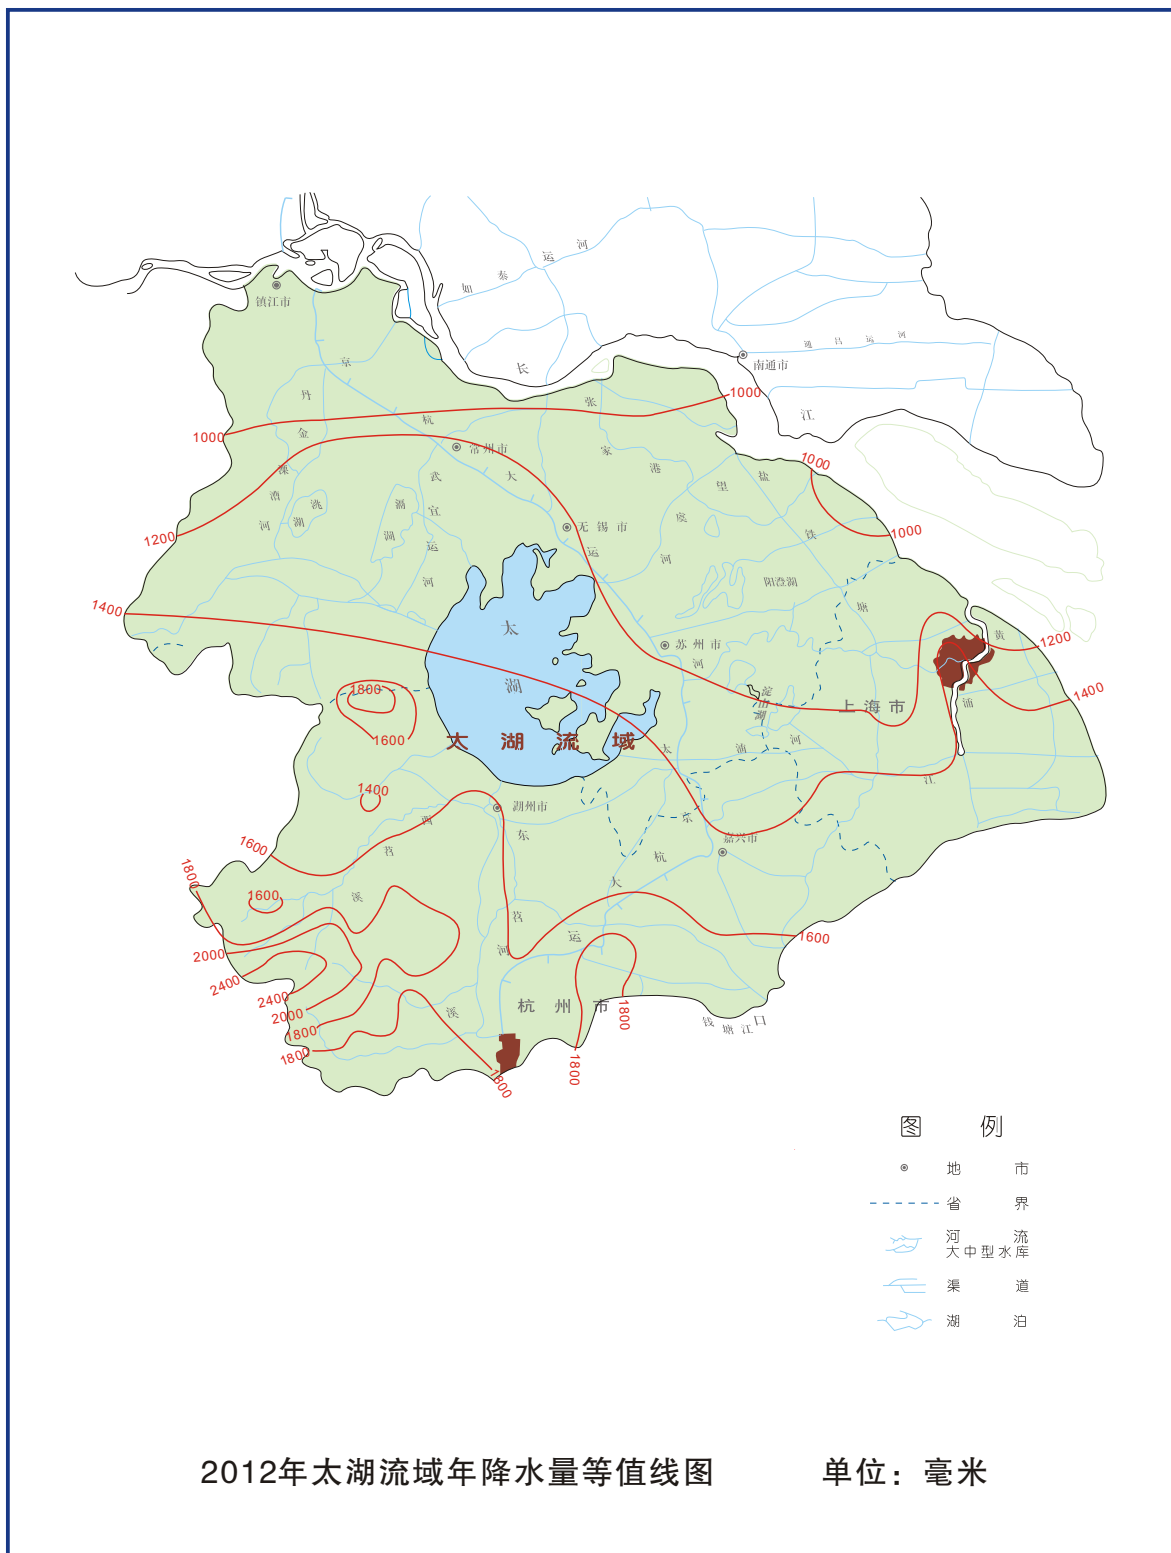 如泰运河
镇江市
通吕运河
南通市
长江
京杭大运河
丹金溧漕河
张家港
1000
1000
常州市
1000
武宜运河
滆湖
洮湖
望虞河
盐铁塘
无锡市
1000
1200
阳澄湖
1400
太湖
苏州市
黄浦江
1200
1400
淀山湖
上海市
1800
1600
太湖流域
太浦河
1400
湖州市
嘉兴市
京杭大运河
西苕溪
东苕溪
1600
1800
1600
1600
2000
2400
2400
2000
1800
1800
杭州市
1800
1800
1800
钱塘江口
图例
地市
省界
河流
大中型水库
渠道
湖泊
2012年太湖流域年降水量等值线图 单位：毫米